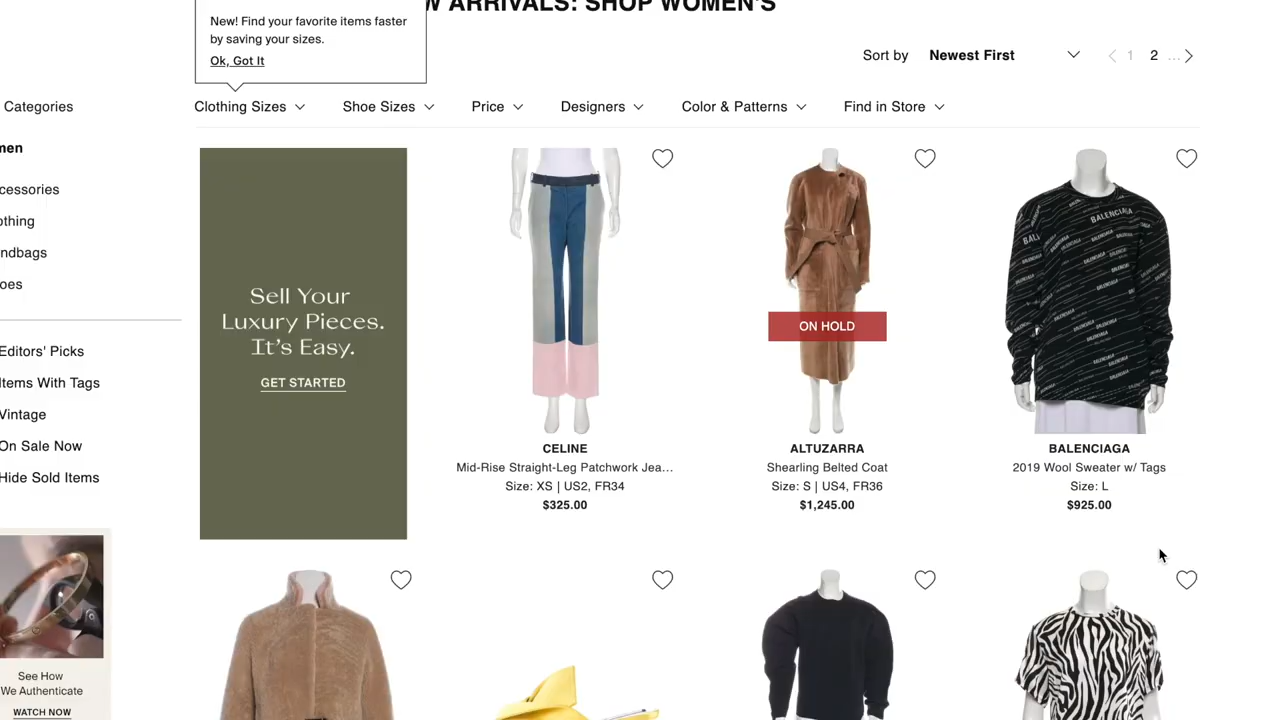 W ARRIVALS: SHOP WOMEN'S
New! Find your favorite items faster
by saving your sizes.
Ok, Got It
Sort by Newest First 1 2 ...
Clothing Sizes Shoe Sizes Price Designers Color & Patterns Find in Store
Categories
men
cessories
othing
ndbags
oes
Editors' Picks
Items With Tags
Vintage
On Sale Now
Hide Sold Items
See How
We Authenticate
WATCH NOW
Sell Your
Luxury Pieces.
It's Easy.
GET STARTED
CELINE
Mid-Rise Straight-Leg Patchwork Jea...
Size: XS | US2, FR34
$325.00
ON HOLD
ALTUZARRA
Shearling Belted Coat
Size: S | US4, FR36
$1,245.00
BALENCIAGA
BALENCIAGA
2019 Wool Sweater w/ Tags
Size: L
$925.00